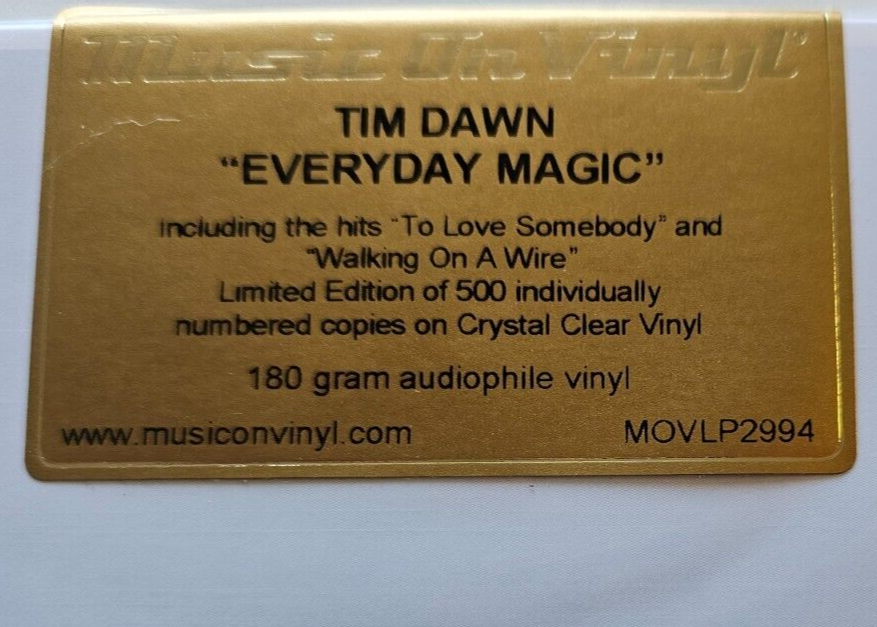 Music On Vinyl®
TIM DAWN
“EVERYDAY MAGIC”
Including the hits “To Love Somebody” and
“Walking On A Wire”
Limited Edition of 500 individually
numbered copies on Crystal Clear Vinyl
180 gram audiophile vinyl
www.musiconvinyl.com MOVLP2994